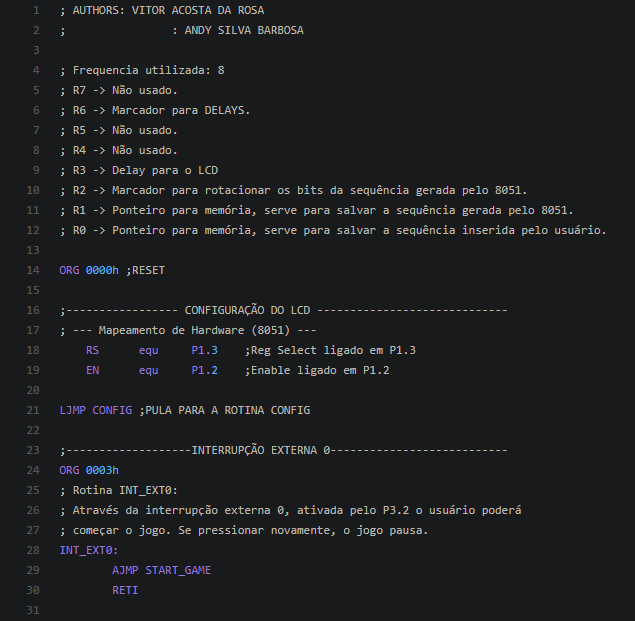 1 ; AUTHORS: VITOR ACOSTA DA ROSA
2 ; : ANDY SILVA BARBOSA
3
4 ; Frequencia utilizada: 8
5 ; R7 -> Não usado.
6 ; R6 -> Marcador para DELAYS.
7 ; R5 -> Não usado.
8 ; R4 -> Não usado.
9 ; R3 -> Delay para o LCD
10 ; R2 -> Marcador para rotacionar os bits da sequência gerada pelo 8051.
11 ; R1 -> Ponteiro para memória, serve para salvar a sequência gerada pelo 8051.
12 ; R0 -> Ponteiro para memória, serve para salvar a sequência inserida pelo usuário.
13
14 ORG 0000h ;RESET
15
16 ;----------------- CONFIGURAÇÃO DO LCD -----------------------------
17 ; --- Mapeamento de Hardware (8051) ---
18 RS equ P1.3 ;Reg Select ligado em P1.3
19 EN equ P1.2 ;Enable ligado em P1.2
20
21 LJMP CONFIG ;PULA PARA A ROTINA CONFIG
22
23 ;-------------------INTERRUPÇÃO EXTERNA 0---------------------------
24 ORG 0003h
25 ; Rotina INT_EXT0:
26 ; Através da interrupção externa 0, ativada pelo P3.2 o usuário poderá
27 ; começar o jogo. Se pressionar novamente, o jogo pausa.
28 INT_EXT0:
29 AJMP START_GAME
30 RETI
31